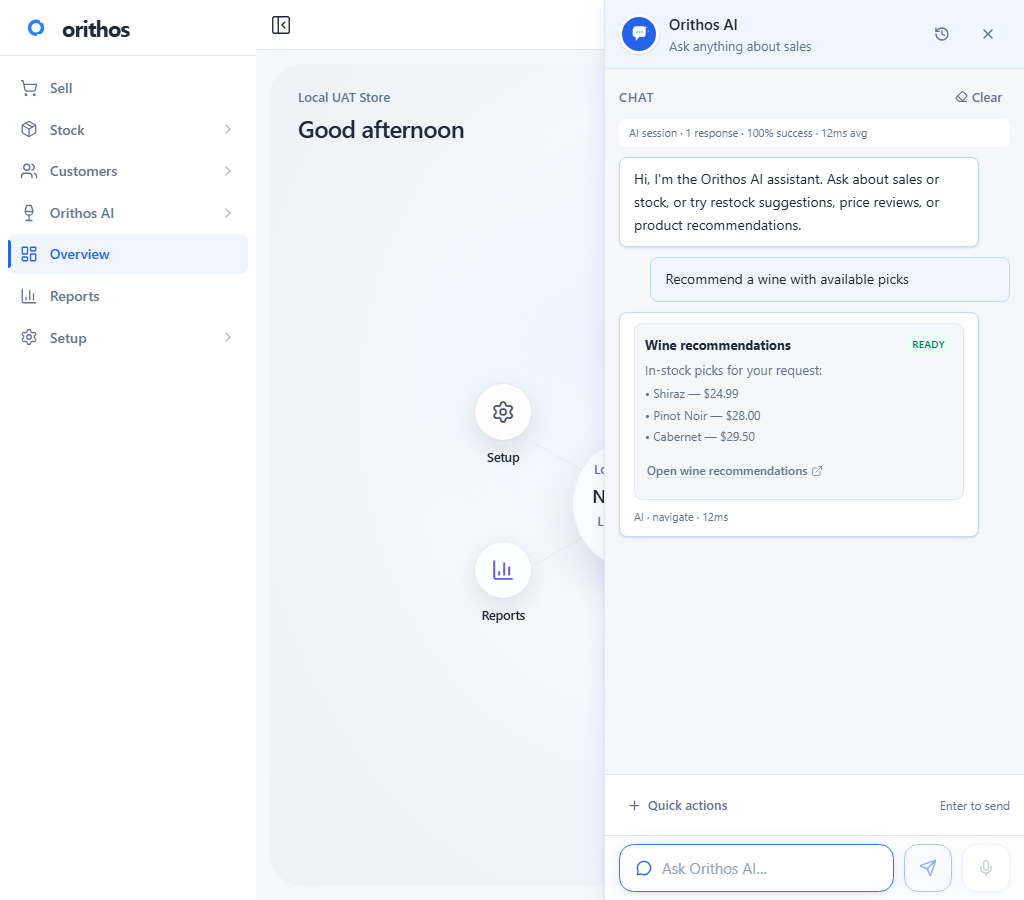 orithos
Sell
Stock
Customers
Orithos AI
Overview
Reports
Setup
Local UAT Store
Good afternoon
Setup
Reports
Lo
N
L
Orithos AI
Ask anything about sales
CHAT
Clear
AI session · 1 response · 100% success · 12ms avg
Hi, I'm the Orithos AI assistant. Ask about sales or
stock, or try restock suggestions, price reviews, or
product recommendations.
Recommend a wine with available picks
Wine recommendations
READY
In-stock picks for your request:
• Shiraz — $24.99
• Pinot Noir — $28.00
• Cabernet — $29.50
Open wine recommendations
AI · navigate · 12ms
Quick actions
Enter to send
Ask Orithos AI...